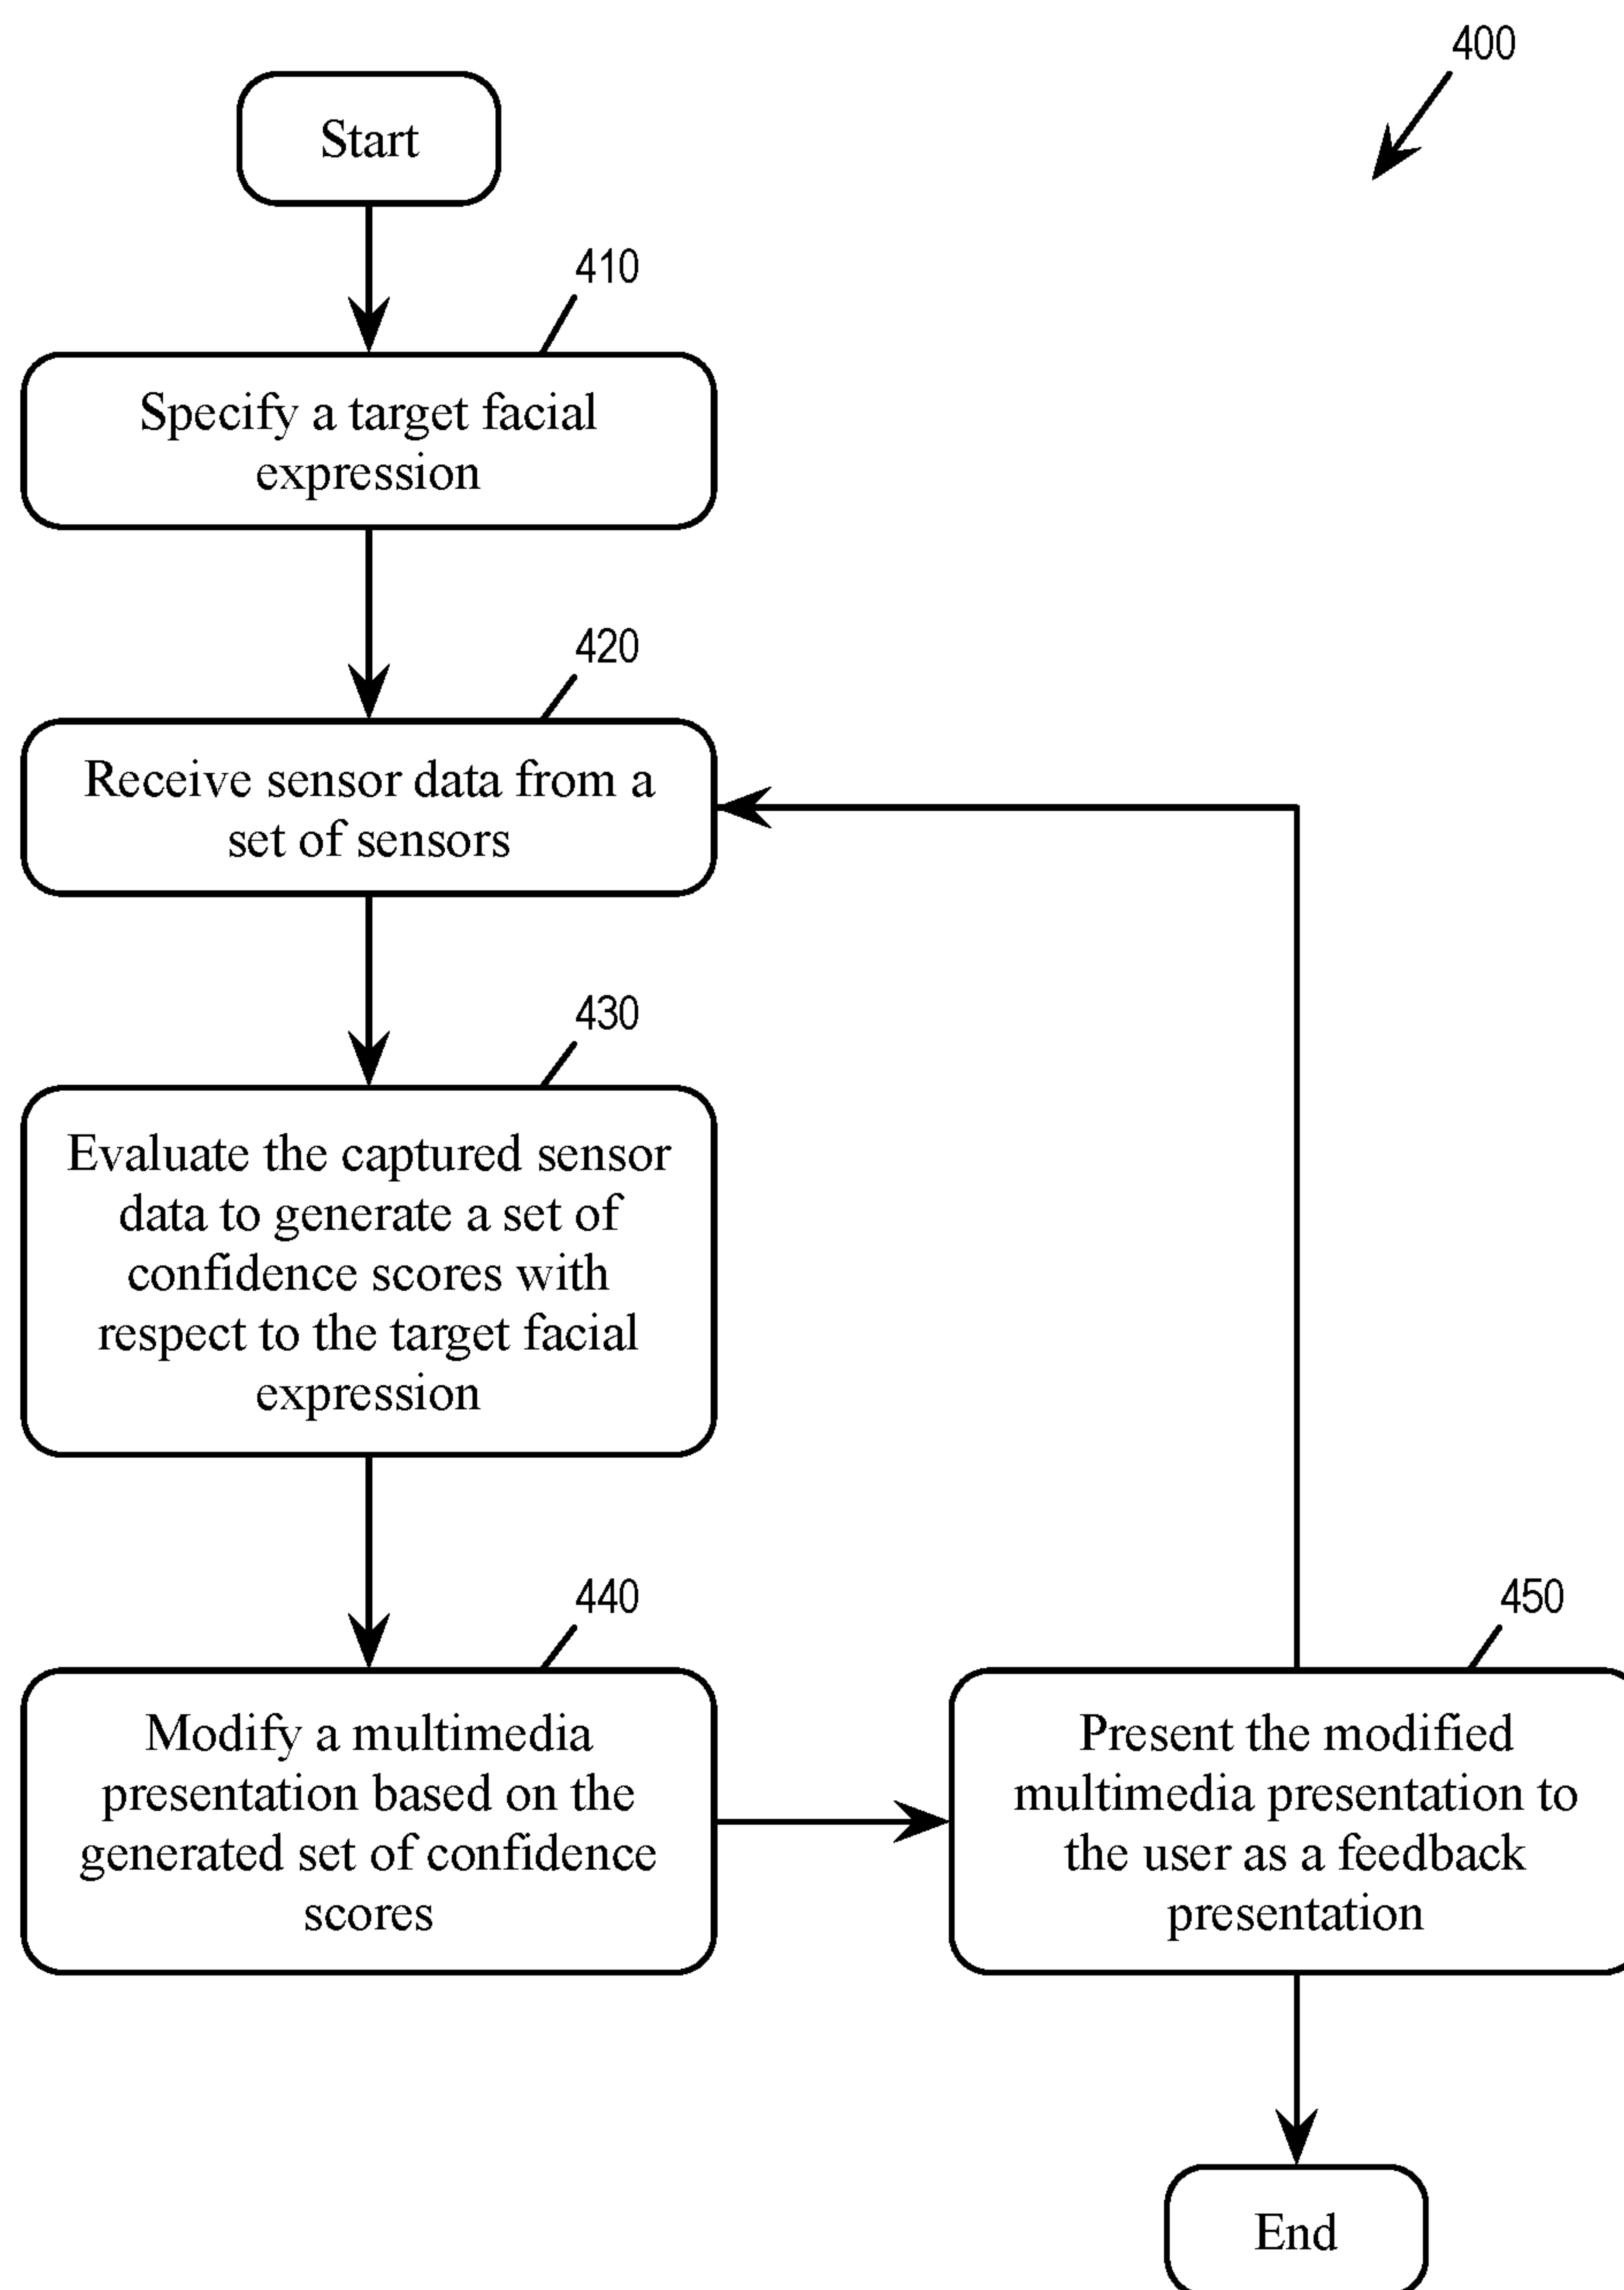 400
Start
410
Specify a target facial
expression
420
Receive sensor data from a
set of sensors
430
Evaluate the captured sensor
data to generate a set of
confidence scores with
respect to the target facial
expression
440
Modify a multimedia
presentation based on the
generated set of confidence
scores
450
Present the modified
multimedia presentation to
the user as a feedback
presentation
End